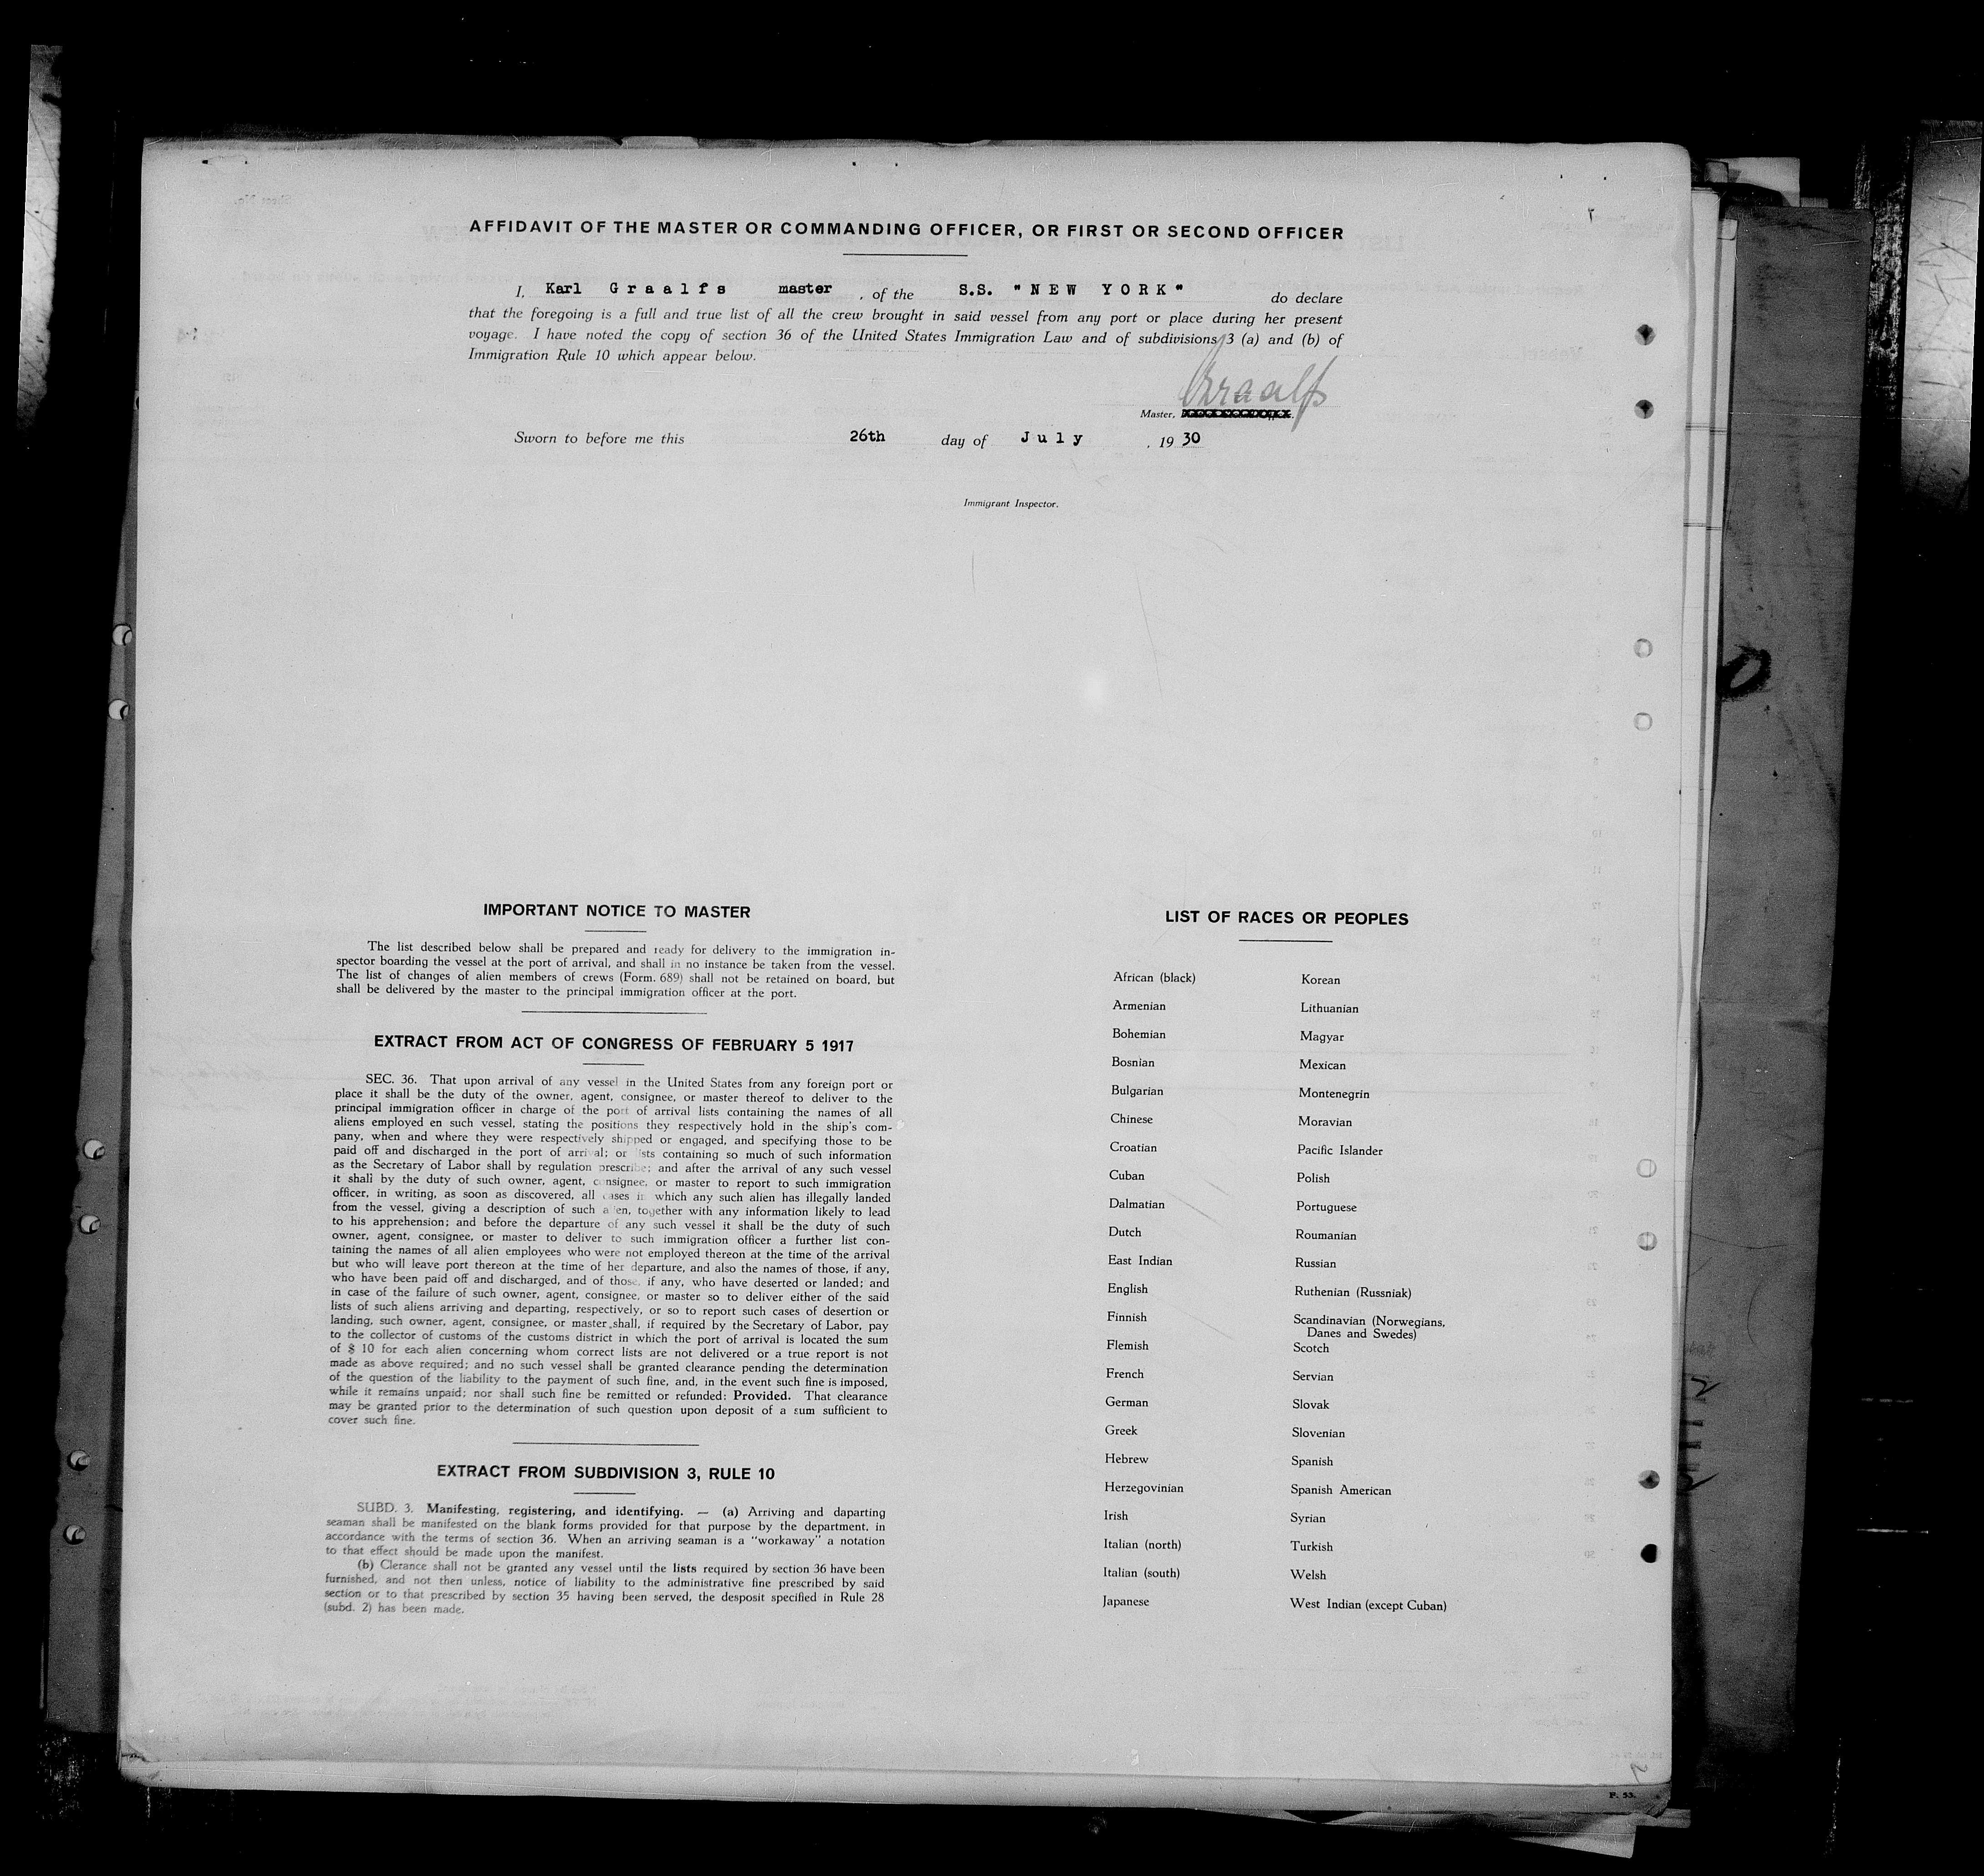 AFFIDAVIT OF THE MASTER OR COMMANDING OFFICER, OR FIRST OR SECOND OFFICER
I, Karl Graalfs master, of the S.S. "NEW YORK" do declare
that the foregoing is a full and true list of all the crew brought in said vessel from any port or place during her present
voyage. I have noted the copy of section 36 of the United States Immigration Law and of subdivisions 3 (a) and (b) of
Immigration Rule 10 which appear below.
Graalfs
Master,
Sworn to before me this 26th day of July, 1930
Immigrant Inspector.
IMPORTANT NOTICE TO MASTER
The list described below shall be prepared and ready for delivery to the immigration in-
spector boarding the vessel at the port of arrival, and shall in no instance be taken from the vessel.
The list of changes of alien members of crews (Form. 689) shall not be retained on board, but
shall be delivered by the master to the principal immigration officer at the port.
EXTRACT FROM ACT OF CONGRESS OF FEBRUARY 5 1917
SEC. 36. That upon arrival of any vessel in the United States from any foreign port or
place it shall be the duty of the owner, agent, consignee, or master thereof to deliver to the
principal immigration officer in charge of the port of arrival lists containing the names of all
aliens employed en such vessel, stating the positions they respectively hold in the ship's com-
pany, when and where they were respectively shipped or engaged, and specifying those to be
paid off and discharged in the port of arrival; or lists containing so much of such information
as the Secretary of Labor shall by regulation prescribe; and after the arrival of any such vessel
it shall by the duty of such owner, agent, consignee, or master to report to such immigration
officer, in writing, as soon as discovered, all cases in which any such alien has illegally landed
from the vessel, giving a description of such alien, together with any information likely to lead
to his apprehension; and before the departure of any such vessel it shall be the duty of such
owner, agent, consignee, or master to deliver to such immigration officer a further list con-
taining the names of all alien employees who were not employed thereon at the time of the arrival
but who will leave port thereon at the time of her departure, and also the names of those, if any,
who have been paid off and discharged, and of those, if any, who have deserted or landed; and
in case of the failure of such owner, agent, consignee, or master so to deliver either of the said
lists of such aliens arriving and departing, respectively, or so to report such cases of desertion or
landing, such owner, agent, consignee, or master shall, if required by the Secretary of Labor, pay
to the collector of customs of the customs district in which the port of arrival is located the sum
of $ 10 for each alien concerning whom correct lists are not delivered or a true report is not
made as above required; and no such vessel shall be granted clearance pending the determination
of the question of the liability to the payment of such fine, and, in the event such fine is imposed,
while it remains unpaid; nor shall such fine be remitted or refunded: Provided. That clearance
may be granted prior to the determination of such question upon deposit of a sum sufficient to
cover such fine.
EXTRACT FROM SUBDIVISION 3, RULE 10
SUBD. 3. Manifesting, registering, and identifying. — (a) Arriving and daparting
seaman shall be manifested on the blank forms provided for that purpose by the department, in
accordance with the terms of section 36. When an arriving seaman is a "workaway" a notation
to that effect should be made upon the manifest.
(b) Clerance shall not be granted any vessel until the lists required by section 36 have been
furnished, and not then unless, notice of liability to the administrative fine prescribed by said
section or to that prescribed by section 35 having been served, the desposit specified in Rule 28
(subd. 2) has been made.
LIST OF RACES OR PEOPLES
African (black)
Armenian
Bohemian
Bosnian
Bulgarian
Chinese
Croatian
Cuban
Dalmatian
Dutch
East Indian
English
Finnish
Flemish
French
German
Greek
Hebrew
Herzegovinian
Irish
Italian (north)
Italian (south)
Japanese
Korean
Lithuanian
Magyar
Mexican
Montenegrin
Moravian
Pacific Islander
Polish
Portuguese
Roumanian
Russian
Ruthenian (Russniak)
Scandinavian (Norwegians,
Danes and Swedes)
Scotch
Servian
Slovak
Slovenian
Spanish
Spanish American
Syrian
Turkish
Welsh
West Indian (except Cuban)
P. 53.